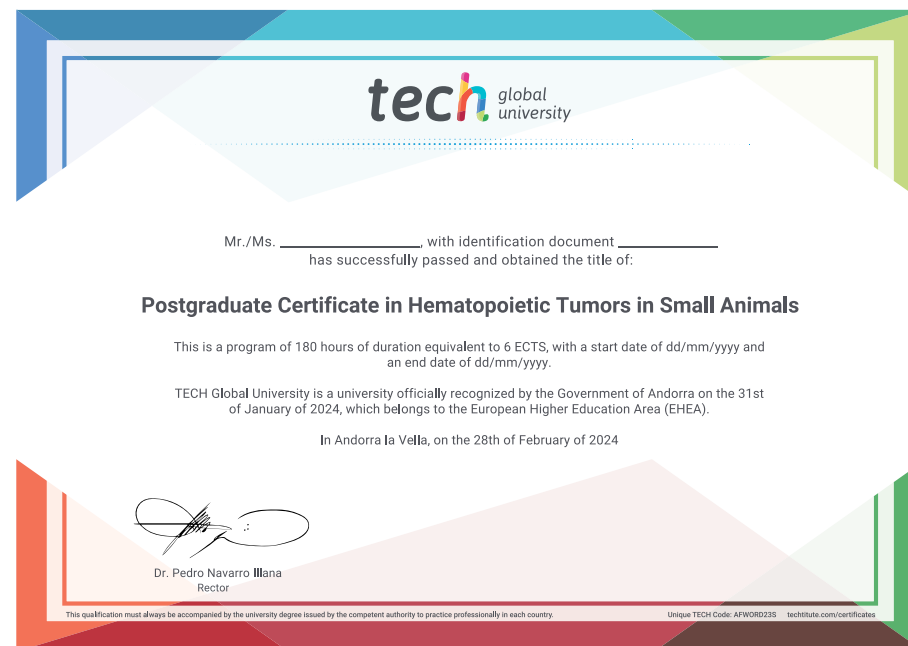 tech global university
Mr./Ms. ____________, with identification document ____________
has successfully passed and obtained the title of:
Postgraduate Certificate in Hematopoietic Tumors in Small Animals
This is a program of 180 hours of duration equivalent to 6 ECTS, with a start date of dd/mm/yyyy and
an end date of dd/mm/yyyy.
TECH Global University is a university officially recognized by the Government of Andorra on the 31st
of January of 2024, which belongs to the European Higher Education Area (EHEA).
In Andorra la Vella, on the 28th of February of 2024
Dr. Pedro Navarro Illana
Rector
This qualification must always be accompanied by the university degree issued by the competent authority to practice professionally in each country.
Unique TECH Code: AFWORD23S techtitute.com/certificates